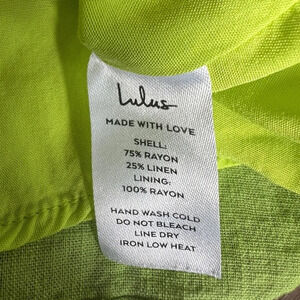 Lulus
MADE WITH LOVE
SHELL:
75% RAYON
25% LINEN
LINING:
100% RAYON
HAND WASH COLD
DO NOT BLEACH
LINE DRY
IRON LOW HEAT